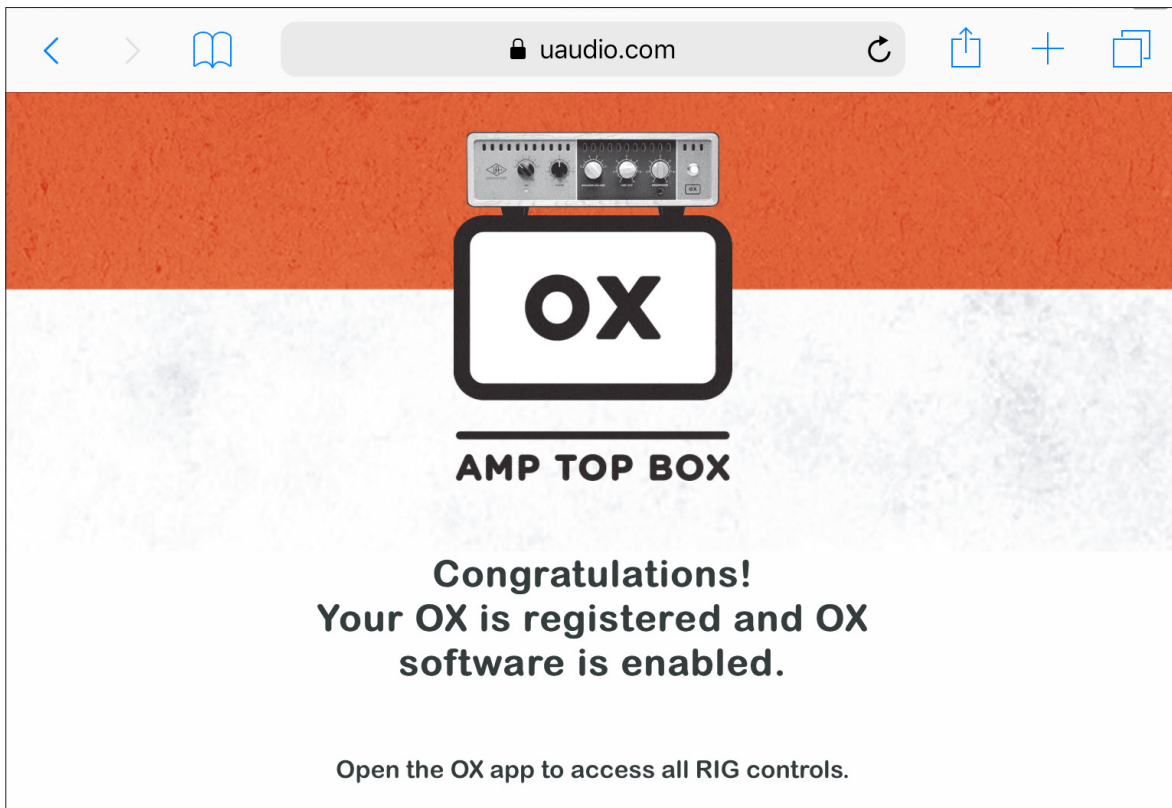 uaudio.com
OX
OX
AMP TOP BOX
Congratulations!
Your OX is registered and OX
software is enabled.
Open the OX app to access all RIG controls.